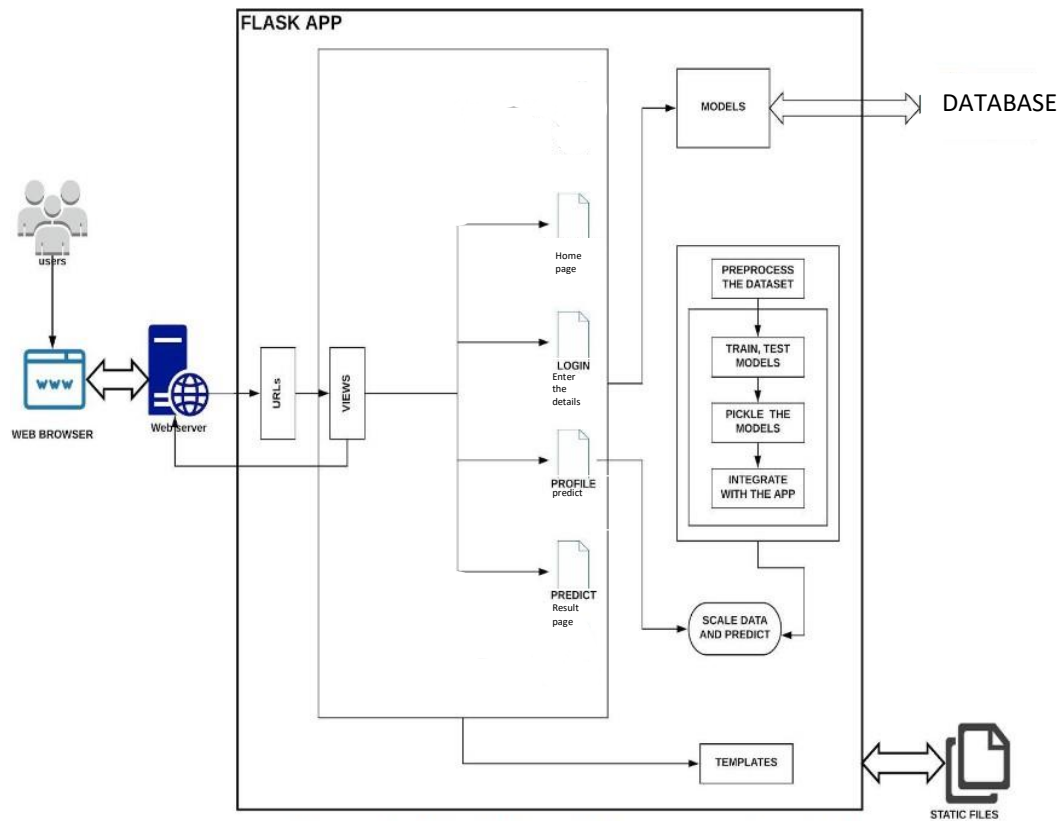 FLASK APP
MODELS
DATABASE
users
Home
page
PREPROCESS
THE DATASET
TRAIN, TEST
MODELS
PICKLE THE
MODELS
INTEGRATE
WITH THE APP
WWW
WEB BROWSER
Web server
URLs
VIEWS
LOGIN
Enter
the
details
PROFILE
predict
PREDICT
Result
page
SCALE DATA
AND PREDICT
TEMPLATES
STATIC FILES